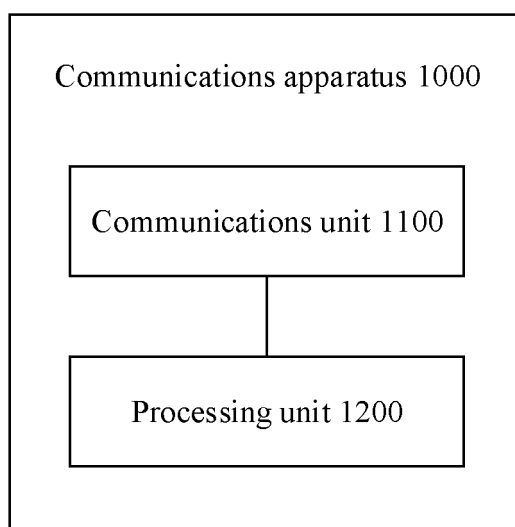 Communications apparatus 1000
Communications unit 1100
Processing unit 1200